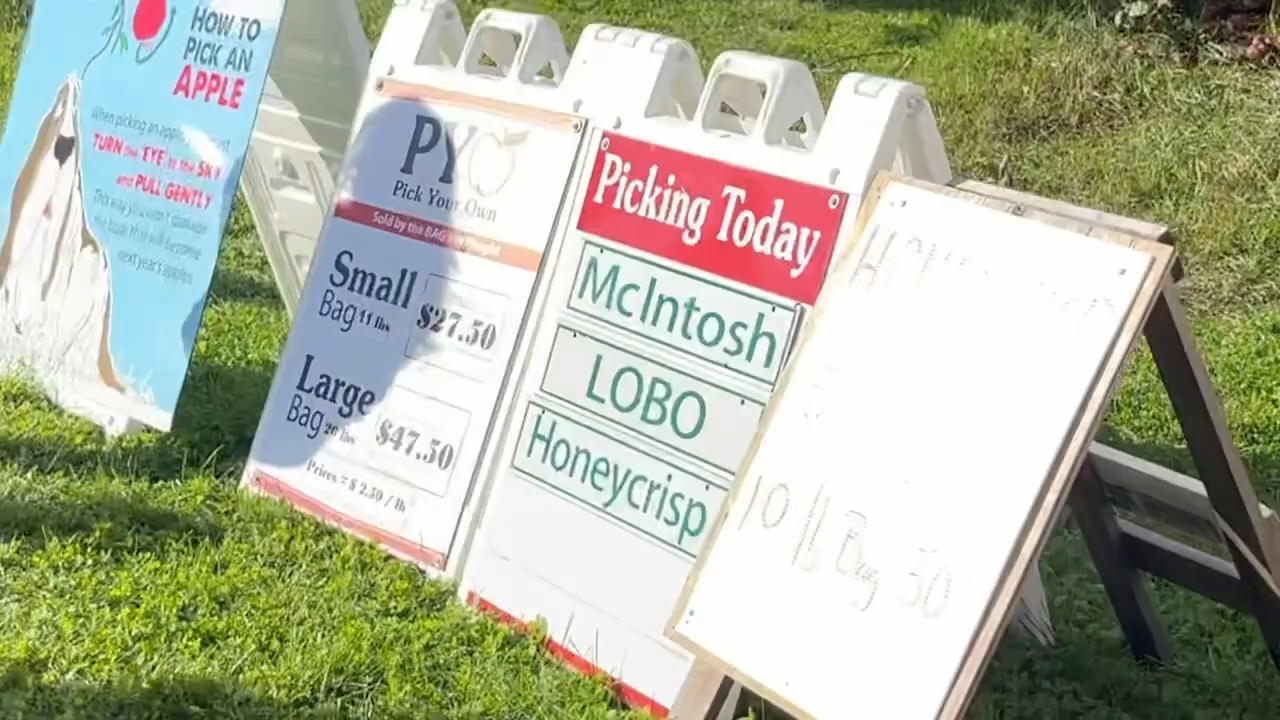 HOW TO
PICK AN
APPLE
When picking an apple
TURN the 'EYE' to the SKY
and PULL GENTLY
This way you won't damage
the buds that will become
next year's apples
PYO
Pick Your Own
Sold by the BAG
Small
Bag 11 lbs
$27.50
Large
Bag 20 lbs
$47.50
Prices = $ 2.50 / lb
Picking Today
McIntosh
LOBO
Honeycrisp
10 lb Bag 30